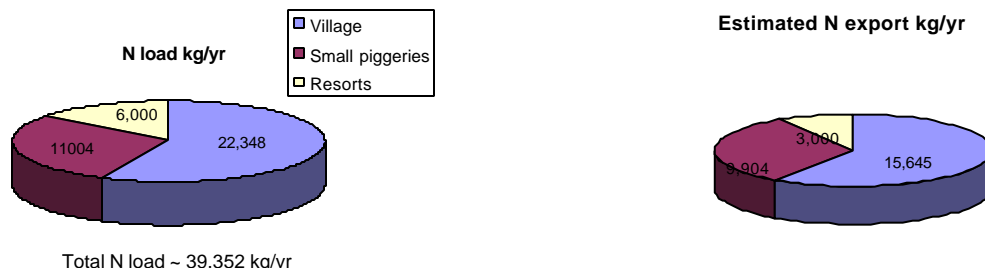 N load kg/yr
Village
Small piggeries
Resorts
6,000
11004
22,348
Total N load ~ 39,352 kg/yr
Estimated N export kg/yr
3,000
9,904
15,645